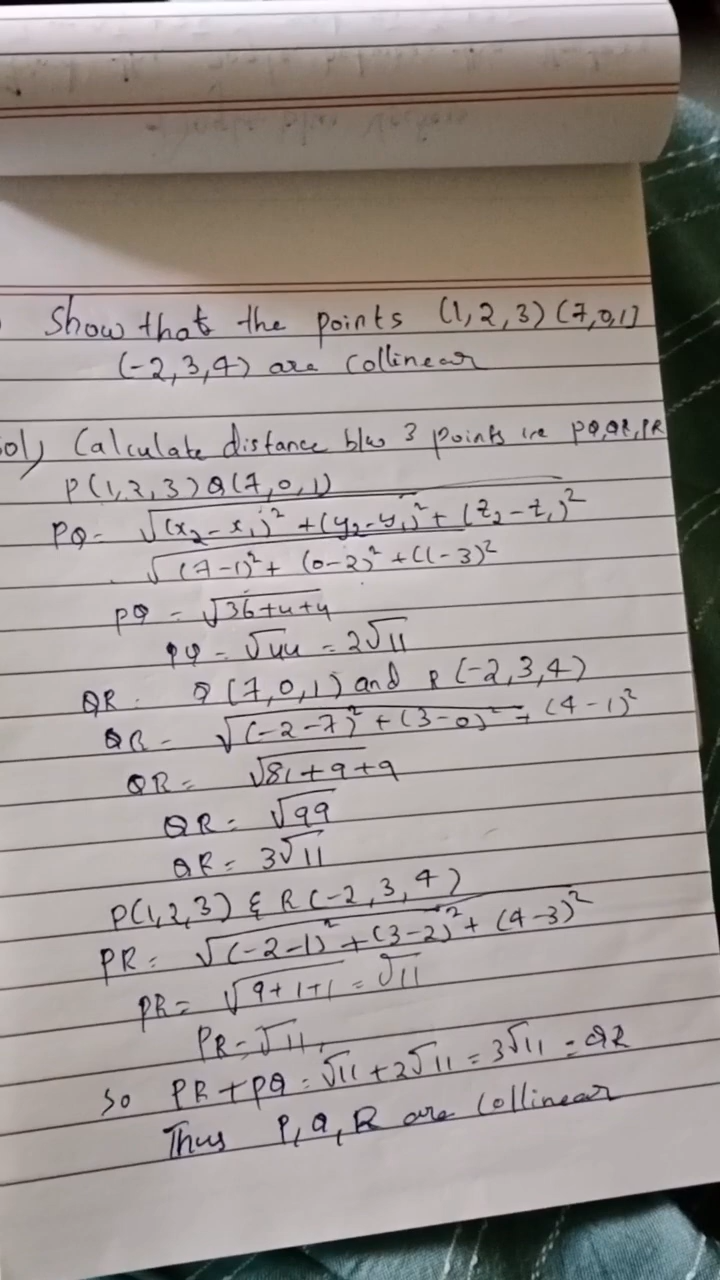 Show that the points (1,2,3) (7,0,1)
(-2,3,4) are Collinear
Sol) Calculate distance b/w 3 points ie PQ,QR,PR
P(1,2,3) Q(7,0,1)
PQ = √(x₂-x₁)²+(y₂-y₁)²+(z₂-z₁)²
√(7-1)²+(0-2)²+(1-3)²
PQ = √36+4+4
PQ = √44 = 2√11
QR Q(7,0,1) and R(-2,3,4)
QR = √(-2-7)²+(3-0)²+(4-1)²
QR = √81+9+9
QR = √99
QR = 3√11
P(1,2,3) & R(-2,3,4)
PR = √(-2-1)²+(3-2)²+(4-3)²
PR = √9+1+1 = √11
PR = √11
So PR+PQ = √11+2√11 = 3√11 = QR
Thus P,Q,R are Collinear